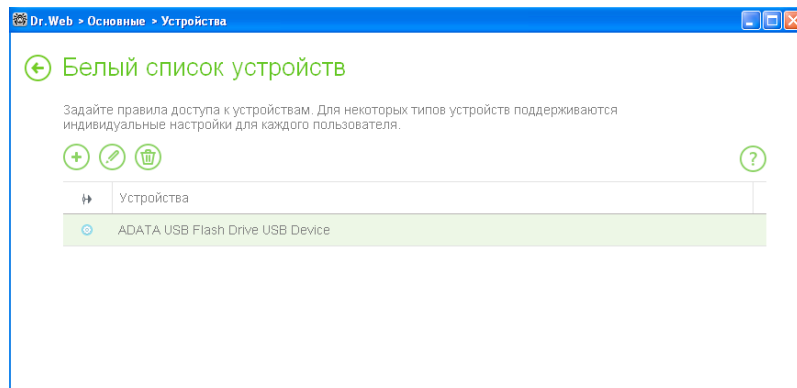 Dr.Web > Основные > Устройства
Белый список устройств
Задайте правила доступа к устройствам. Для некоторых типов устройств поддерживаются
индивидуальные настройки для каждого пользователя.
?
Устройства
ADATA USB Flash Drive USB Device